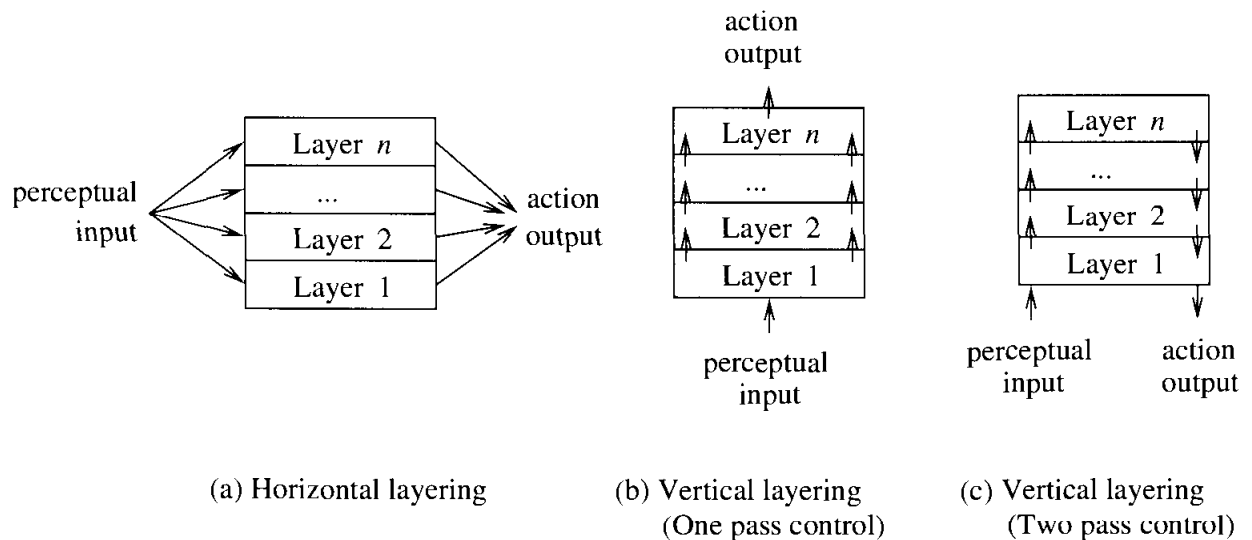 perceptual
input
Layer n
...
Layer 2
Layer 1
action
output
(a) Horizontal layering
action
output
Layer n
...
Layer 2
Layer 1
perceptual
input
(b) Vertical layering
(One pass control)
Layer n
...
Layer 2
Layer 1
perceptual
input
action
output
(c) Vertical layering
(Two pass control)